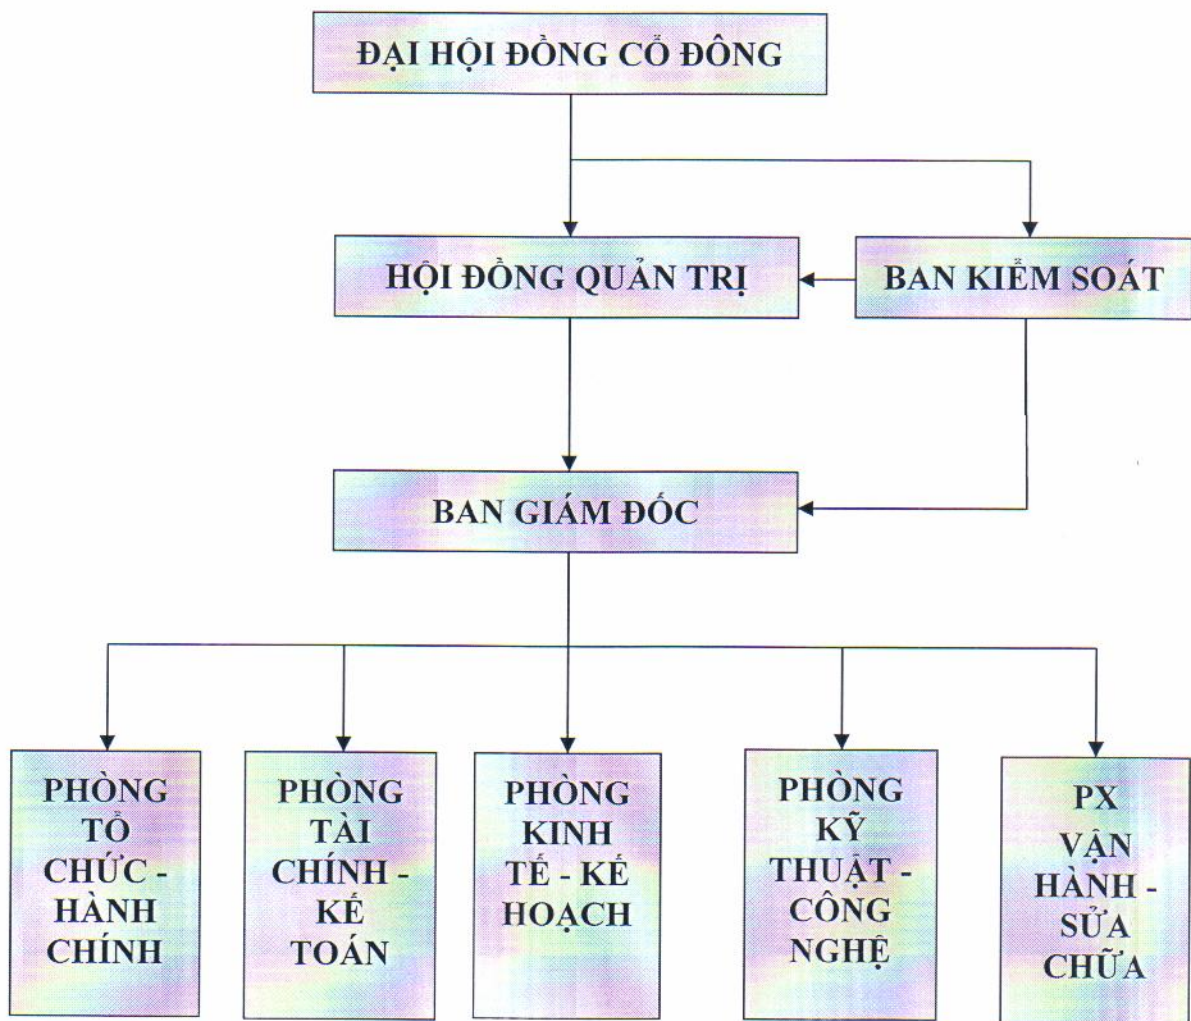 ĐẠI HỘI ĐỒNG CỔ ĐÔNG
HỘI ĐỒNG QUẢN TRỊ
BAN KIỂM SOÁT
BAN GIÁM ĐỐC
PHÒNG
TỔ
CHỨC -
HÀNH
CHÍNH
PHÒNG
TÀI
CHÍNH -
KẾ
TOÁN
PHÒNG
KINH
TẾ - KẾ
HOẠCH
PHÒNG
KỸ
THUẬT -
CÔNG
NGHỆ
PX
VẬN
HÀNH -
SỬA
CHỮA